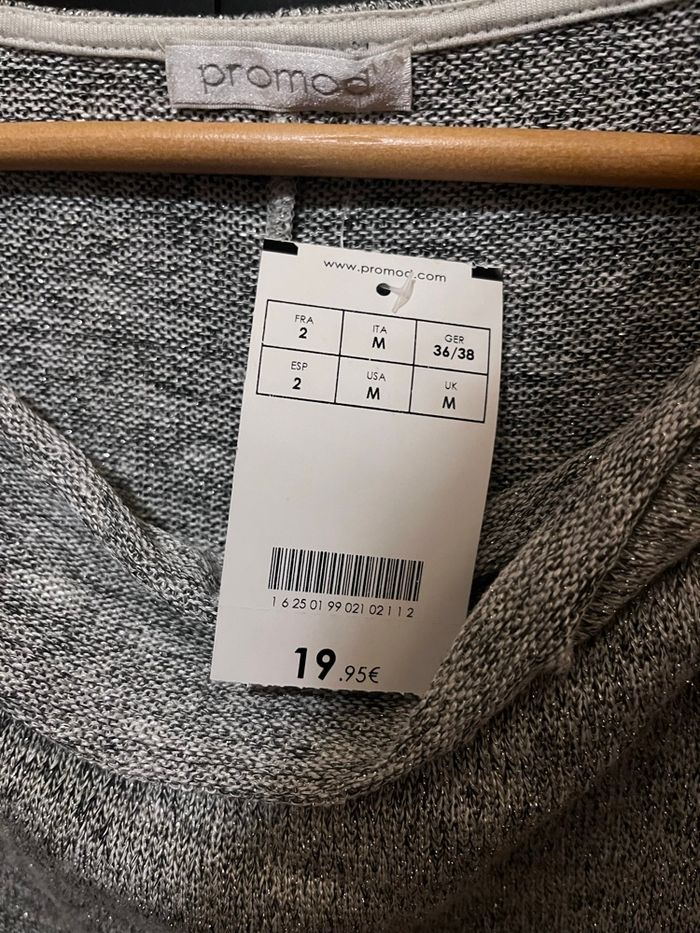 promod
www.promod.com
FRA ITA GER
2 M 36/38
ESP USA UK
2 M M
1 6 25 01 99 021 02 1 1 2
19.95€